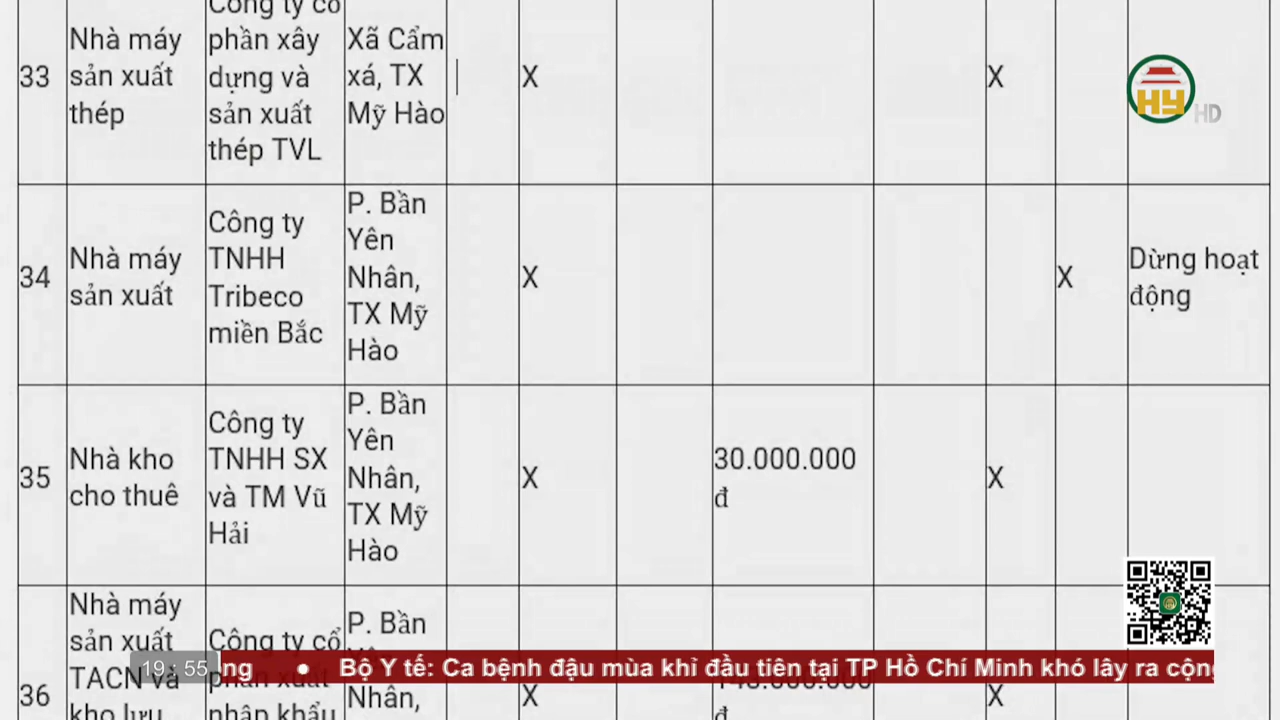 33
Nhà máy
sản xuất
thép
Công ty cổ
phần xây
dựng và
sản xuất
thép TVL
Xã Cẩm
xá, TX
Mỹ Hào
X
X
HY
HD
34
Nhà máy
sản xuất
Công ty
TNHH
Tribeco
miền Bắc
P. Bần
Yên
Nhân,
TX Mỹ
Hào
X
X
Dừng hoạt
động
35
Nhà kho
cho thuê
Công ty
TNHH SX
và TM Vũ
Hải
P. Bần
Yên
Nhân,
TX Mỹ
Hào
X
30.000.000
đ
X
36
Nhà máy
sản xuất
TACN và
kho lưu
Công ty cổ
phần xuất
nhập khẩu
P. Bần
Nhân,
X
đ
X
19:55
ng • Bộ Y tế: Ca bệnh đậu mùa khỉ đầu tiên tại TP Hồ Chí Minh khó lây ra cộng